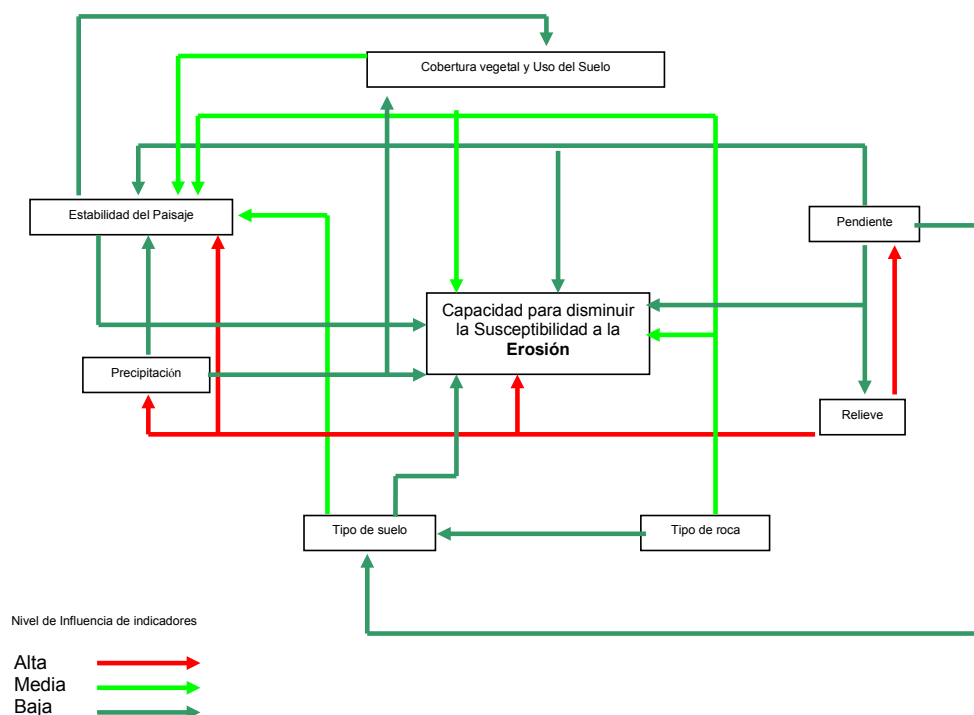 Cobertura vegetal y Uso del Suelo
Estabilidad del Paisaje
Pendiente
Capacidad para disminuir
la Susceptibilidad a la
Erosión
Precipitación
Relieve
Tipo de suelo
Tipo de roca
Nivel de Influencia de indicadores
Alta
Media
Baja